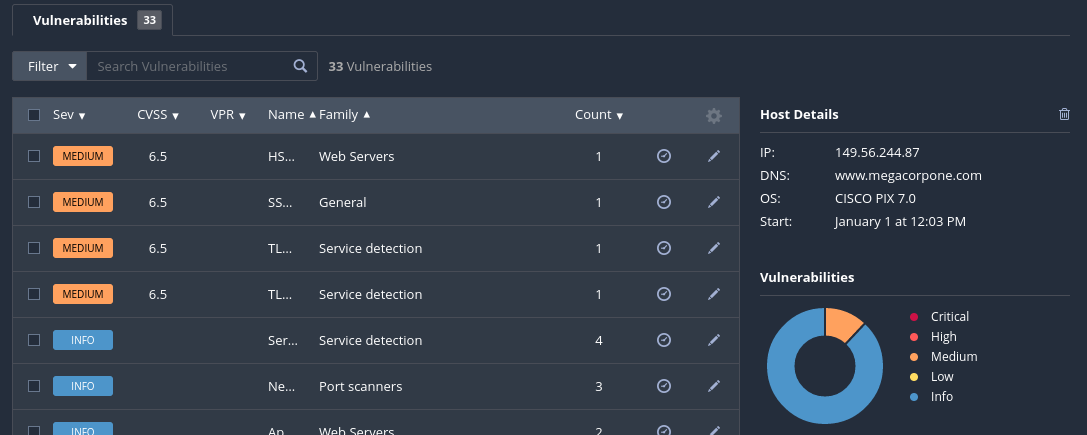 Vulnerabilities 33
Filter Search Vulnerabilities 33 Vulnerabilities
Sev CVSS VPR Name Family Count
MEDIUM 6.5 HS... Web Servers 1
MEDIUM 6.5 SS... General 1
MEDIUM 6.5 TL... Service detection 1
MEDIUM 6.5 TL... Service detection 1
INFO Ser... Service detection 4
INFO Ne... Port scanners 3
INFO Ap... Web Servers 2
Host Details
IP: 149.56.244.87
DNS: www.megacorpone.com
OS: CISCO PIX 7.0
Start: January 1 at 12:03 PM
Vulnerabilities
Critical
High
Medium
Low
Info